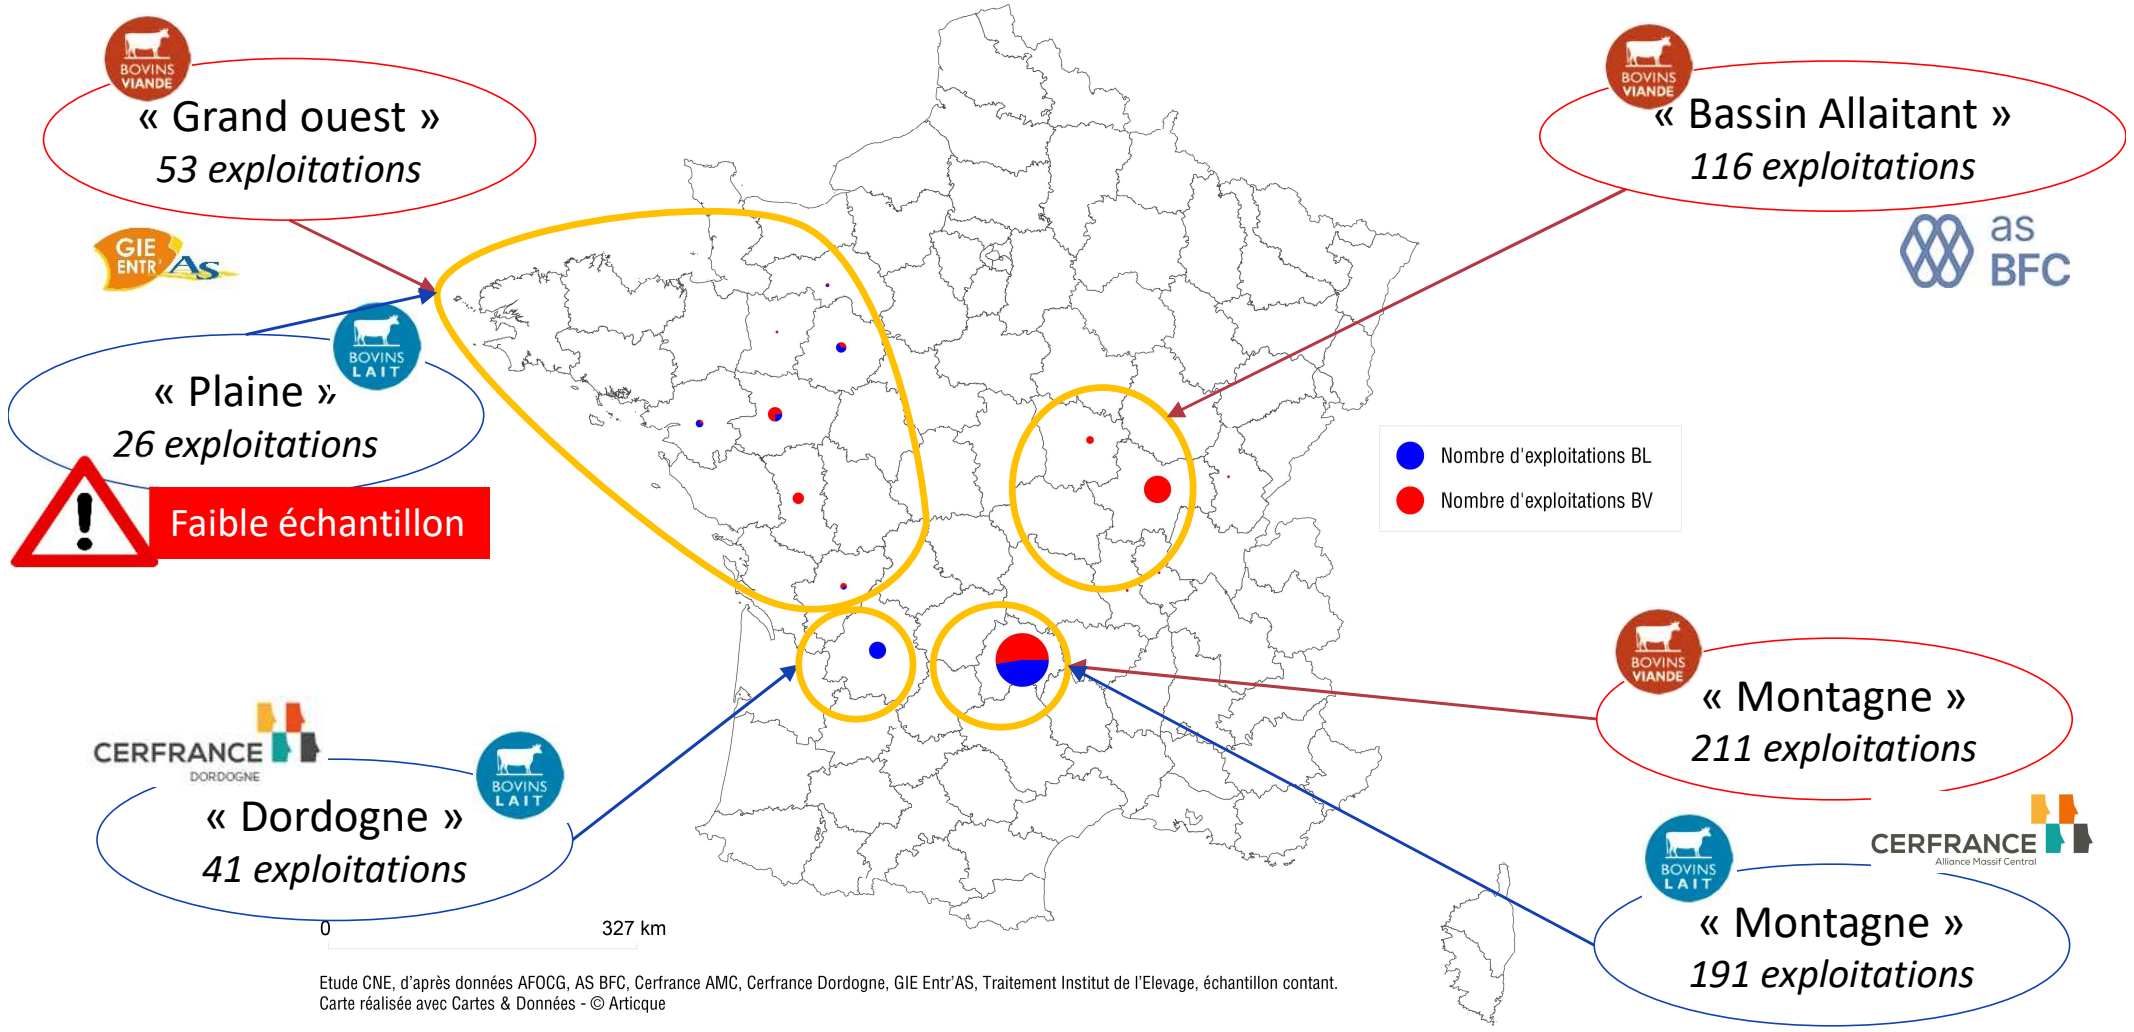 BOVINS
VIANDE
« Grand ouest »
53 exploitations
GIE
ENTR'
As
BOVINS
LAIT
« Plaine »
26 exploitations
Faible échantillon
BOVINS
VIANDE
« Bassin Allaitant »
116 exploitations
as
BFC
Nombre d'exploitations BL
Nombre d'exploitations BV
BOVINS
VIANDE
« Montagne »
211 exploitations
CERFRANCE
Alliance Massif Central
BOVINS
LAIT
« Montagne »
191 exploitations
CERFRANCE
DORDOGNE
BOVINS
LAIT
« Dordogne »
41 exploitations
0 327 km
Etude CNE, d'après données AFOCG, AS BFC, Cerfrance AMC, Cerfrance Dordogne, GIE Entr'AS, Traitement Institut de l'Elevage, échantillon contant.
Carte réalisée avec Cartes & Données - © Articque